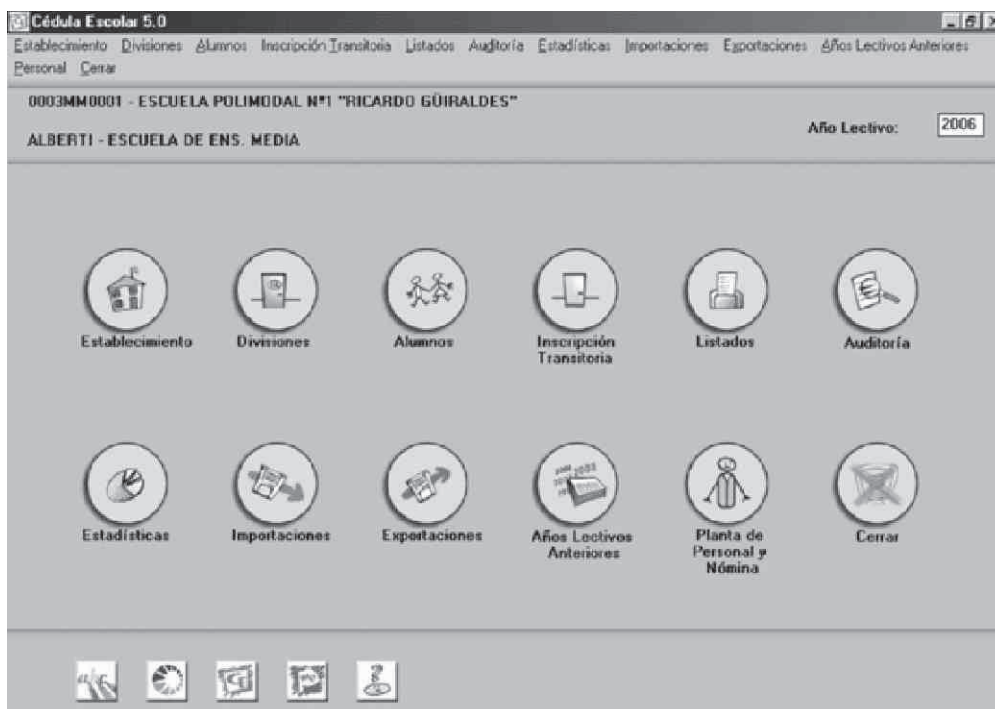 Cédula Escolar 5.0
Establecimiento Divisiones Alumnos Inscripción Transitoria Listados Auditoría Estadísticas Importaciones Exportaciones Años Lectivos Anteriores
Personal Cerrar
0003MM0001 - ESCUELA POLIMODAL Nº1 "RICARDO GÜIRALDES"
ALBERTI - ESCUELA DE ENS. MEDIA
Año Lectivo: 2006
Establecimiento
Divisiones
Alumnos
Inscripción
Transitoria
Listados
Auditoría
Estadísticas
Importaciones
Exportaciones
Años Lectivos
Anteriores
Planta de
Personal y
Nómina
Cerrar